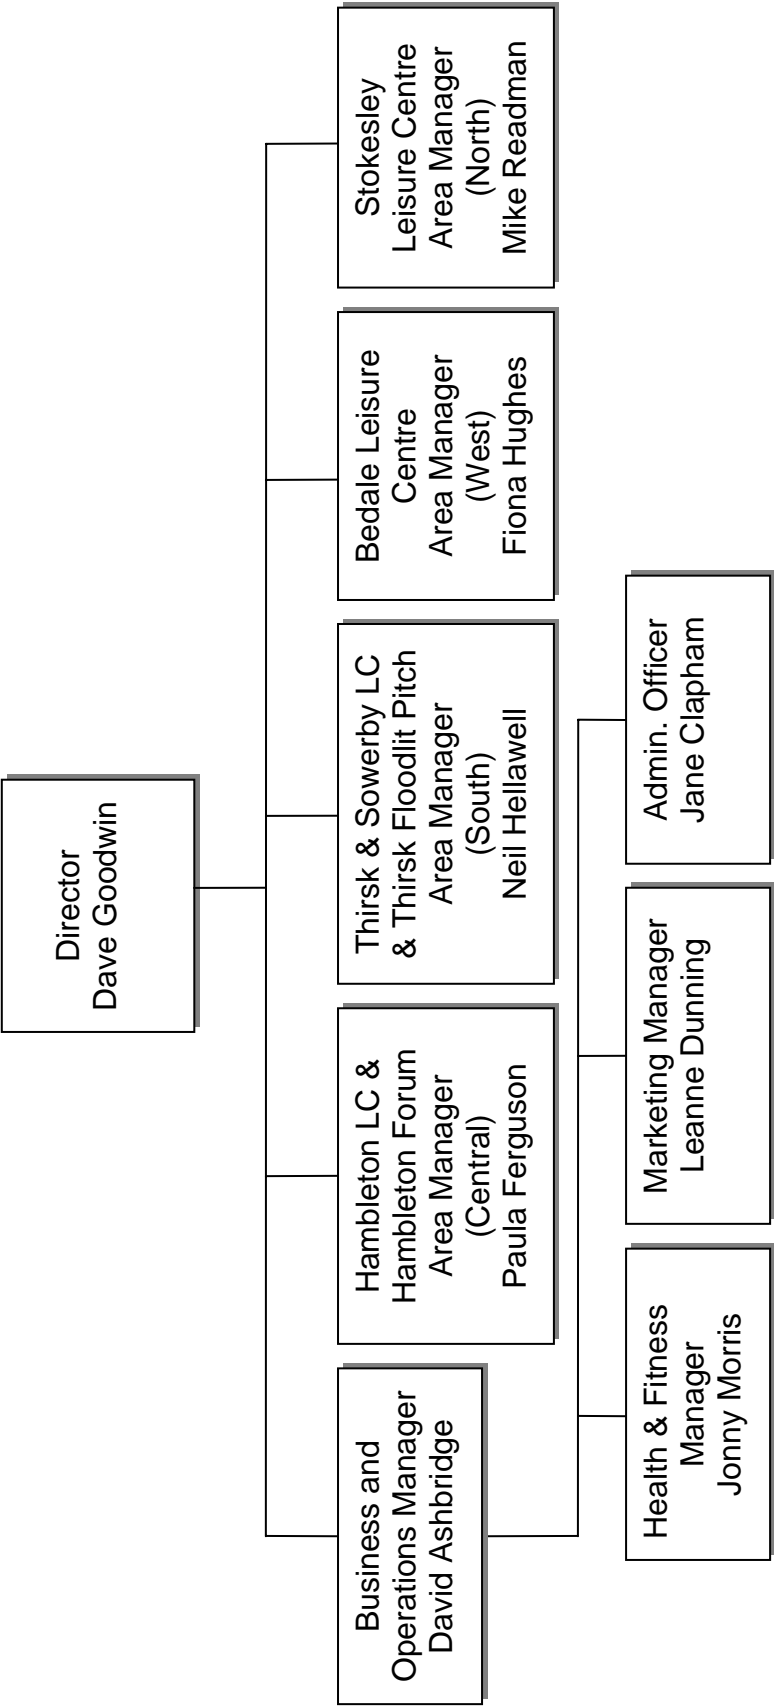 Director
Dave Goodwin
Business and
Operations Manager
David Ashbridge
Hambleton LC &
Hambleton Forum
Area Manager
(Central)
Paula Ferguson
Thirsk & Sowerby LC
& Thirsk Floodlit Pitch
Area Manager
(South)
Neil Hellawell
Bedale Leisure
Centre
Area Manager
(West)
Fiona Hughes
Stokesley
Leisure Centre
Area Manager
(North)
Mike Readman
Health & Fitness
Manager
Jonny Morris
Marketing Manager
Leanne Dunning
Admin. Officer
Jane Clapham